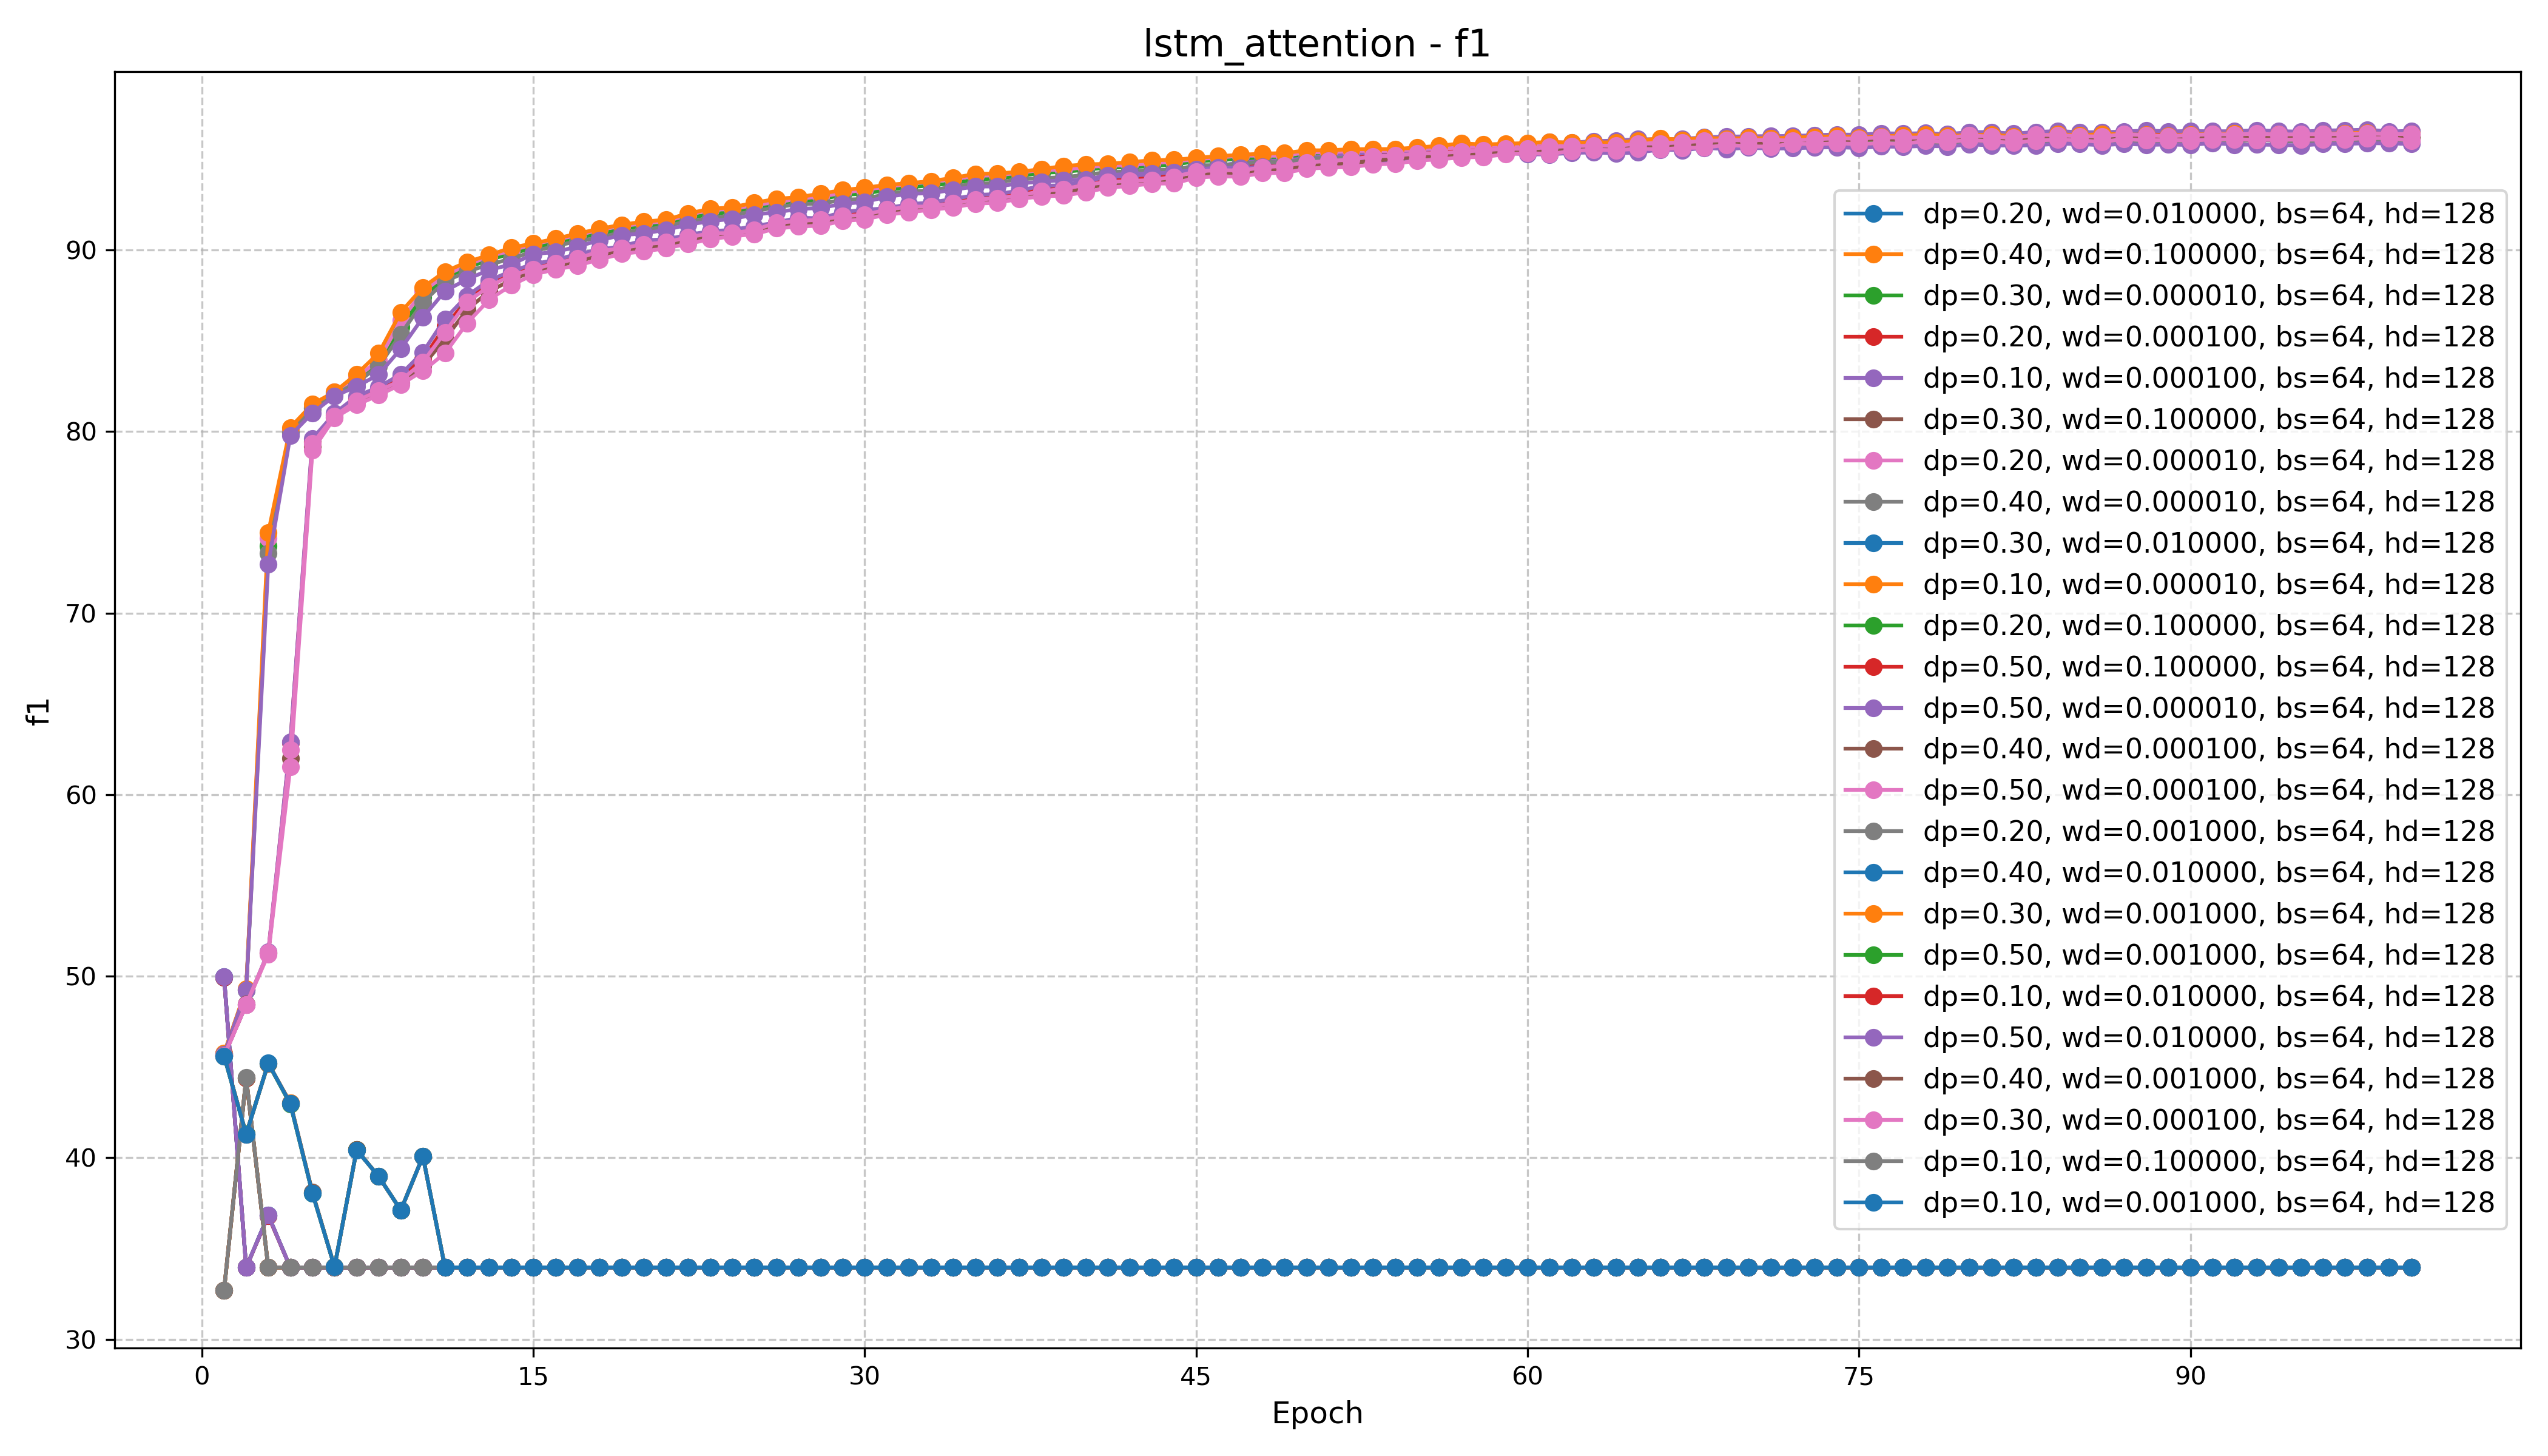 lstm_attention - f1
f1
90
80
70
60
50
40
30
0 15 30 45 60 75 90
Epoch
dp=0.20, wd=0.010000, bs=64, hd=128
dp=0.40, wd=0.100000, bs=64, hd=128
dp=0.30, wd=0.000010, bs=64, hd=128
dp=0.20, wd=0.000100, bs=64, hd=128
dp=0.10, wd=0.000100, bs=64, hd=128
dp=0.30, wd=0.100000, bs=64, hd=128
dp=0.20, wd=0.000010, bs=64, hd=128
dp=0.40, wd=0.000010, bs=64, hd=128
dp=0.30, wd=0.010000, bs=64, hd=128
dp=0.10, wd=0.000010, bs=64, hd=128
dp=0.20, wd=0.100000, bs=64, hd=128
dp=0.50, wd=0.100000, bs=64, hd=128
dp=0.50, wd=0.000010, bs=64, hd=128
dp=0.40, wd=0.000100, bs=64, hd=128
dp=0.50, wd=0.000100, bs=64, hd=128
dp=0.20, wd=0.001000, bs=64, hd=128
dp=0.40, wd=0.010000, bs=64, hd=128
dp=0.30, wd=0.001000, bs=64, hd=128
dp=0.50, wd=0.001000, bs=64, hd=128
dp=0.10, wd=0.010000, bs=64, hd=128
dp=0.50, wd=0.010000, bs=64, hd=128
dp=0.40, wd=0.001000, bs=64, hd=128
dp=0.30, wd=0.000100, bs=64, hd=128
dp=0.10, wd=0.100000, bs=64, hd=128
dp=0.10, wd=0.001000, bs=64, hd=128